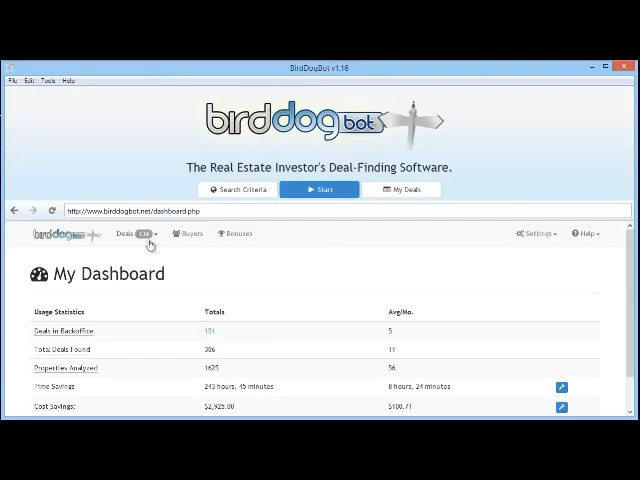 BirdDogBot v1.16
File Edit Tools Help
birddog bot
The Real Estate Investor's Deal-Finding Software.
Search Criteria Start My Deals
http://www.birddogbot.net/dashboard.php
birddog bot Deals 136 Buyers Bonuses Settings Help
My Dashboard
Usage Statistics Totals Avg/Mo.
Deals in Backoffice 151 5
Total Deals Found 306 11
Properties Analyzed 1625 56
Time Savings 243 hours, 45 minutes 8 hours, 24 minutes
Cost Savings: $2,925.00 $100.71